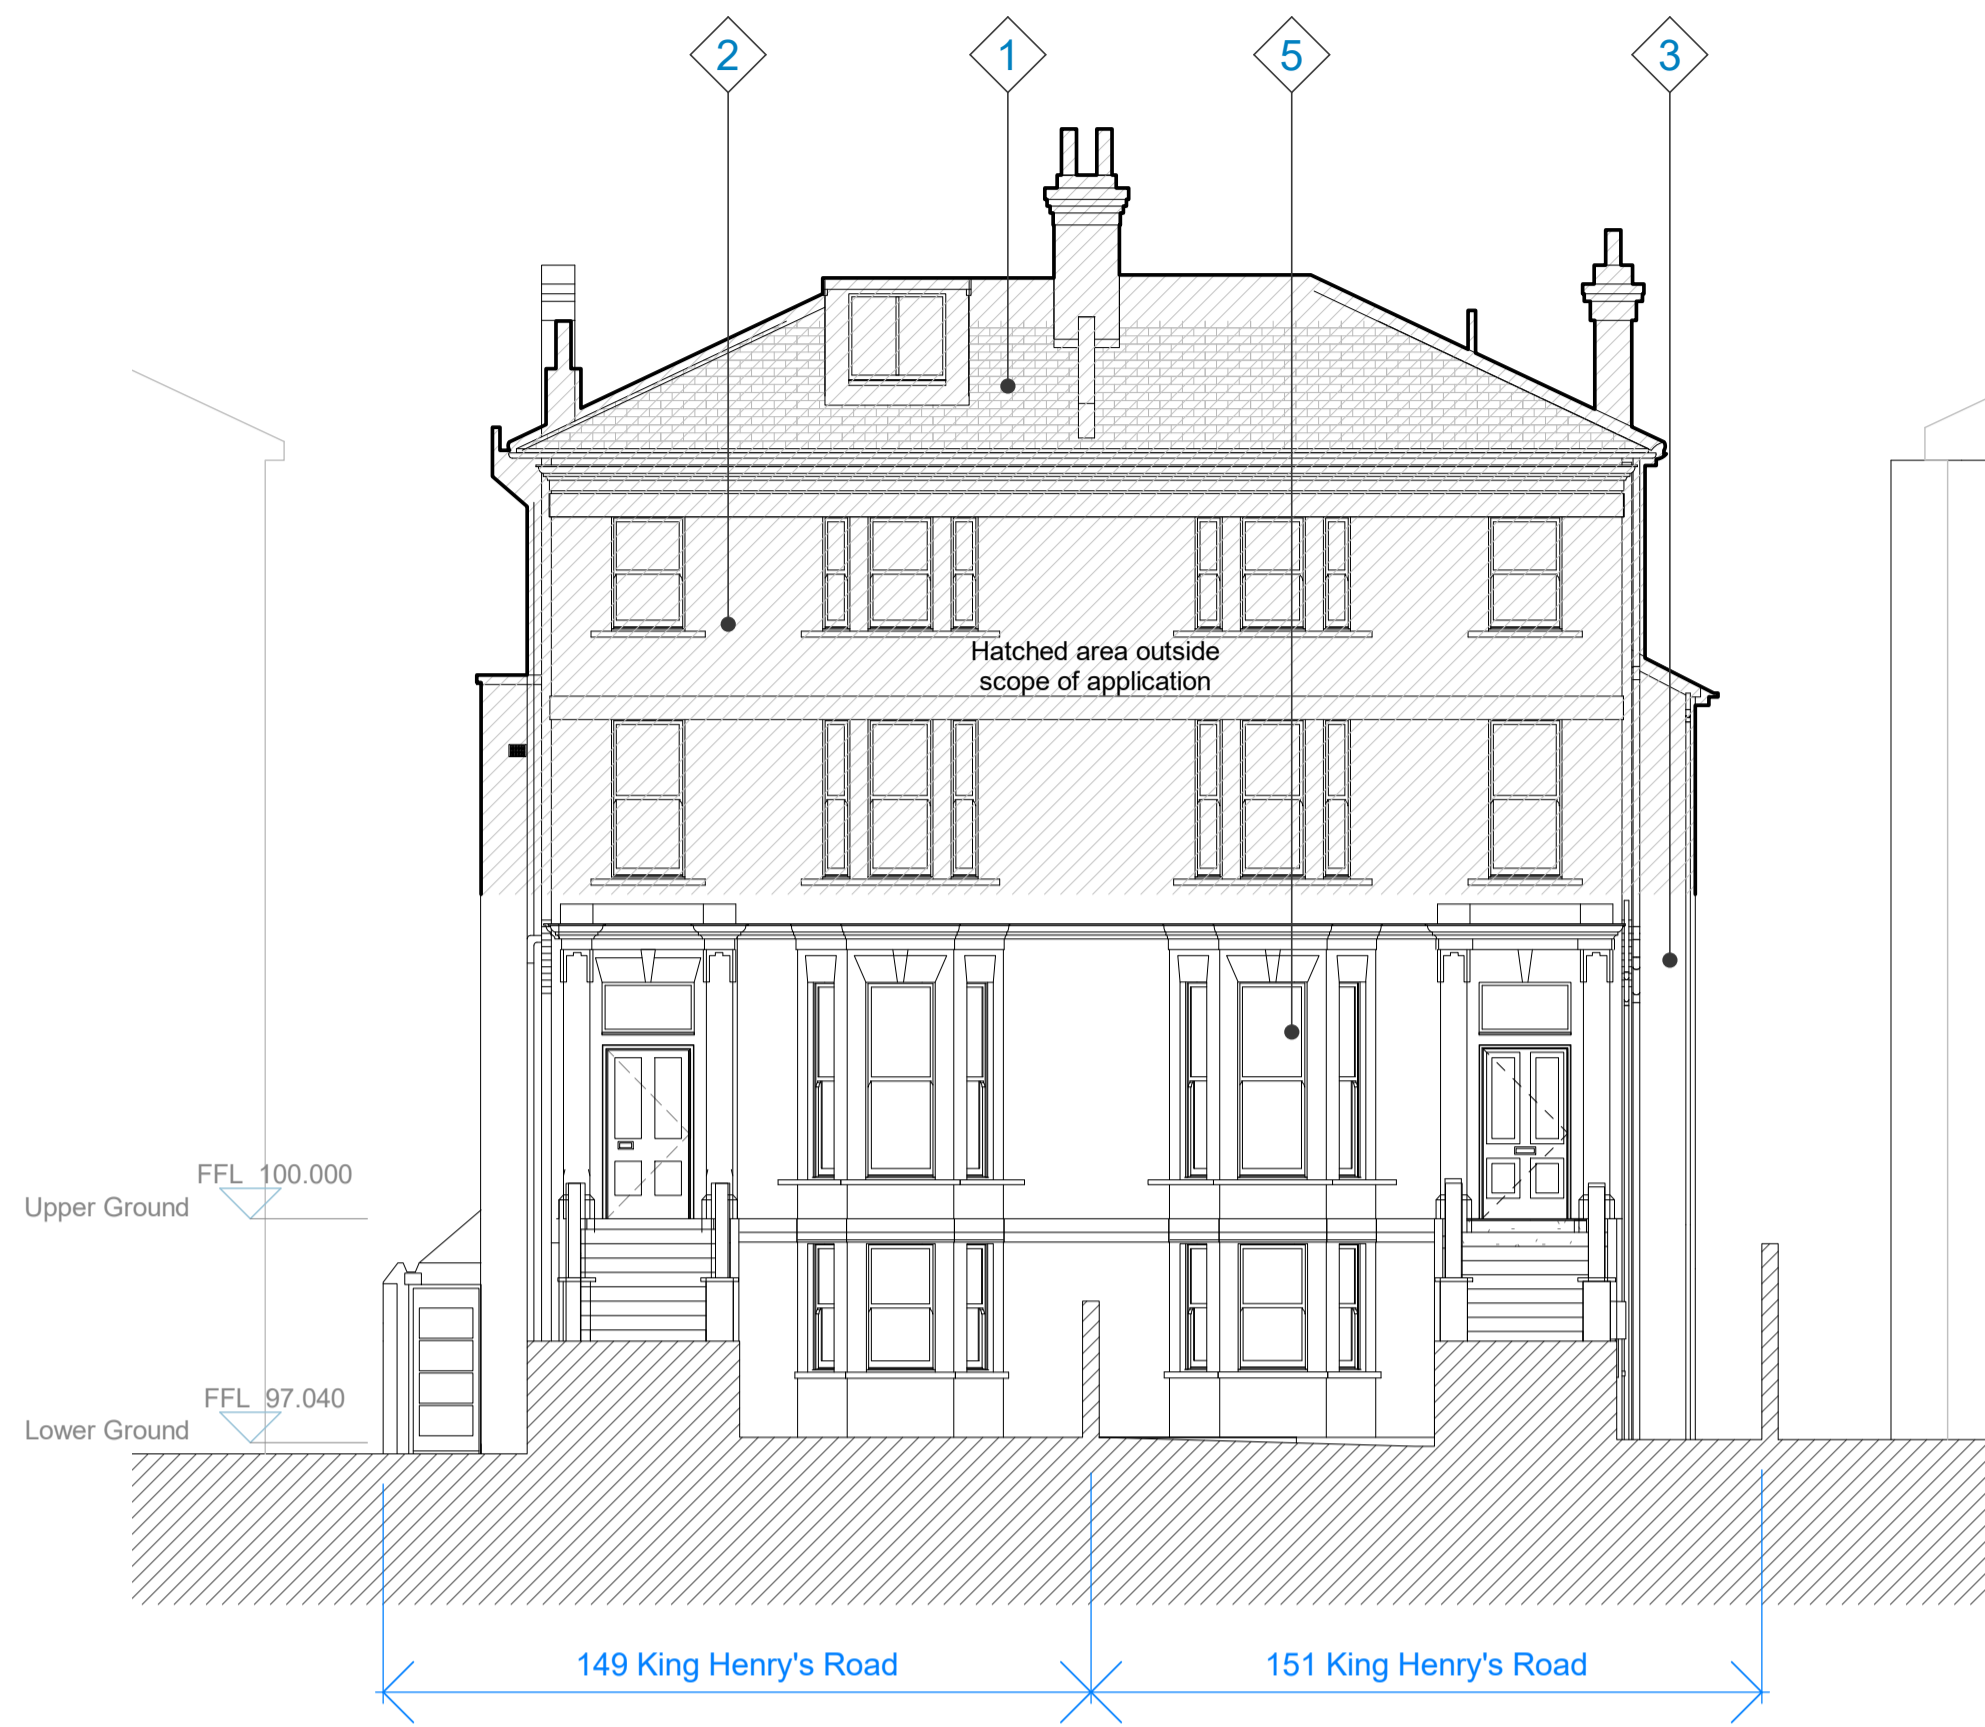 2
1
5
3
Hatched area outside
scope of application
FFL 100.000
Upper Ground
FFL 97.040
Lower Ground
149 King Henry's Road
151 King Henry's Road